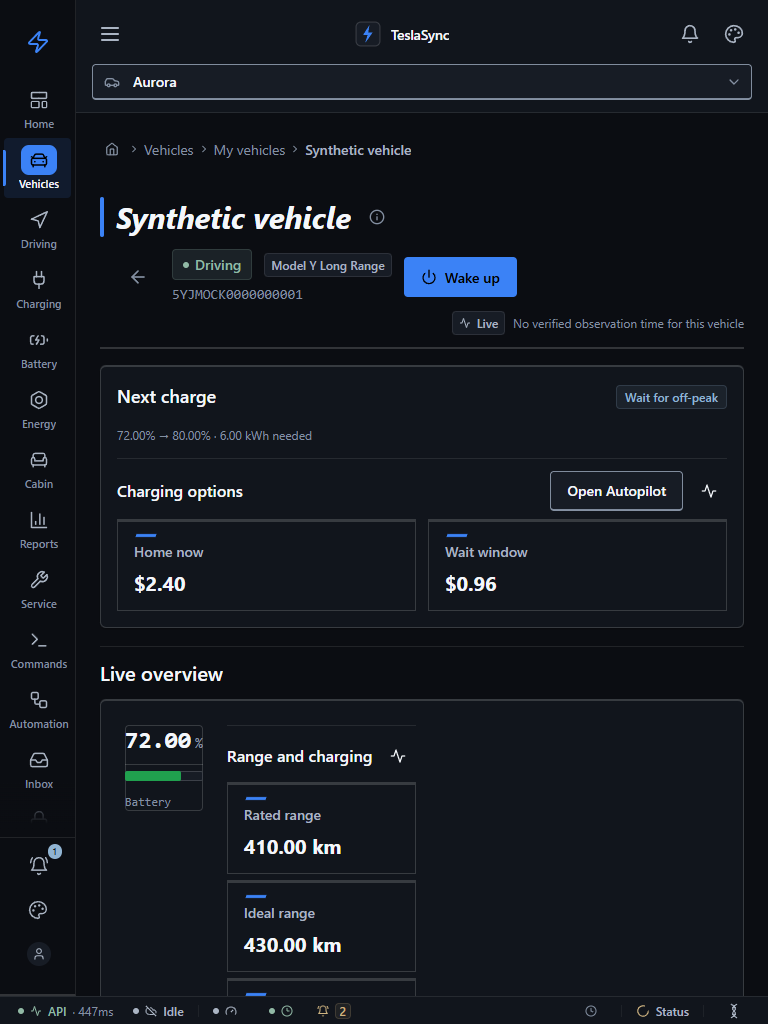 TeslaSync
Aurora
Home
Vehicles
Driving
Charging
Battery
Energy
Cabin
Reports
Service
Commands
Automation
Inbox
1
Vehicles My vehicles Synthetic vehicle
Synthetic vehicle
Driving Model Y Long Range Wake up
5YJMOCK0000000001
Live No verified observation time for this vehicle
Next charge Wait for off-peak
72.00% → 80.00% · 6.00 kWh needed
Charging options Open Autopilot
Home now Wait window
$2.40 $0.96
Live overview
72.00 %
Battery
Range and charging
Rated range
410.00 km
Ideal range
430.00 km
API · 447ms Idle 2 Status